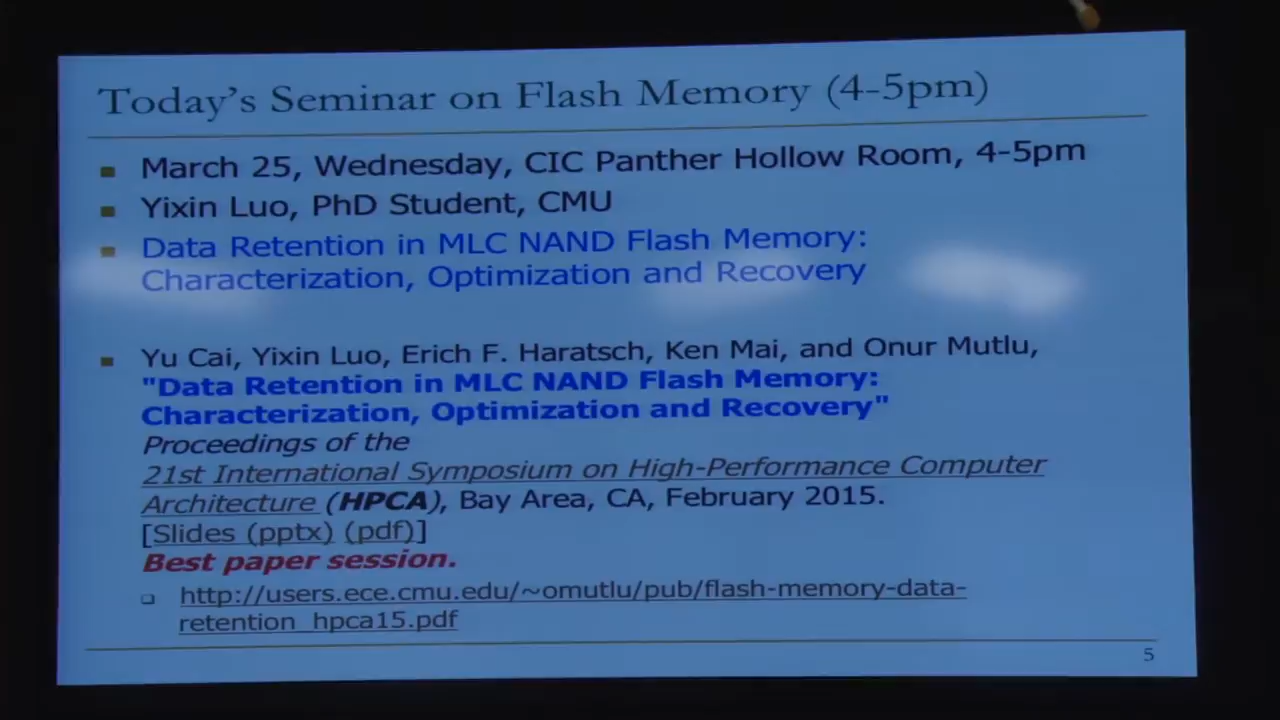 Today's Seminar on Flash Memory (4-5pm)
March 25, Wednesday, CIC Panther Hollow Room, 4-5pm
Yixin Luo, PhD Student, CMU
Data Retention in MLC NAND Flash Memory:
Characterization, Optimization and Recovery
Yu Cai, Yixin Luo, Erich F. Haratsch, Ken Mai, and Onur Mutlu,
"Data Retention in MLC NAND Flash Memory:
Characterization, Optimization and Recovery"
Proceedings of the
21st International Symposium on High-Performance Computer
Architecture (HPCA), Bay Area, CA, February 2015.
[Slides (pptx) (pdf)]
Best paper session.
http://users.ece.cmu.edu/~omutlu/pub/flash-memory-data-
retention_hpca15.pdf
5